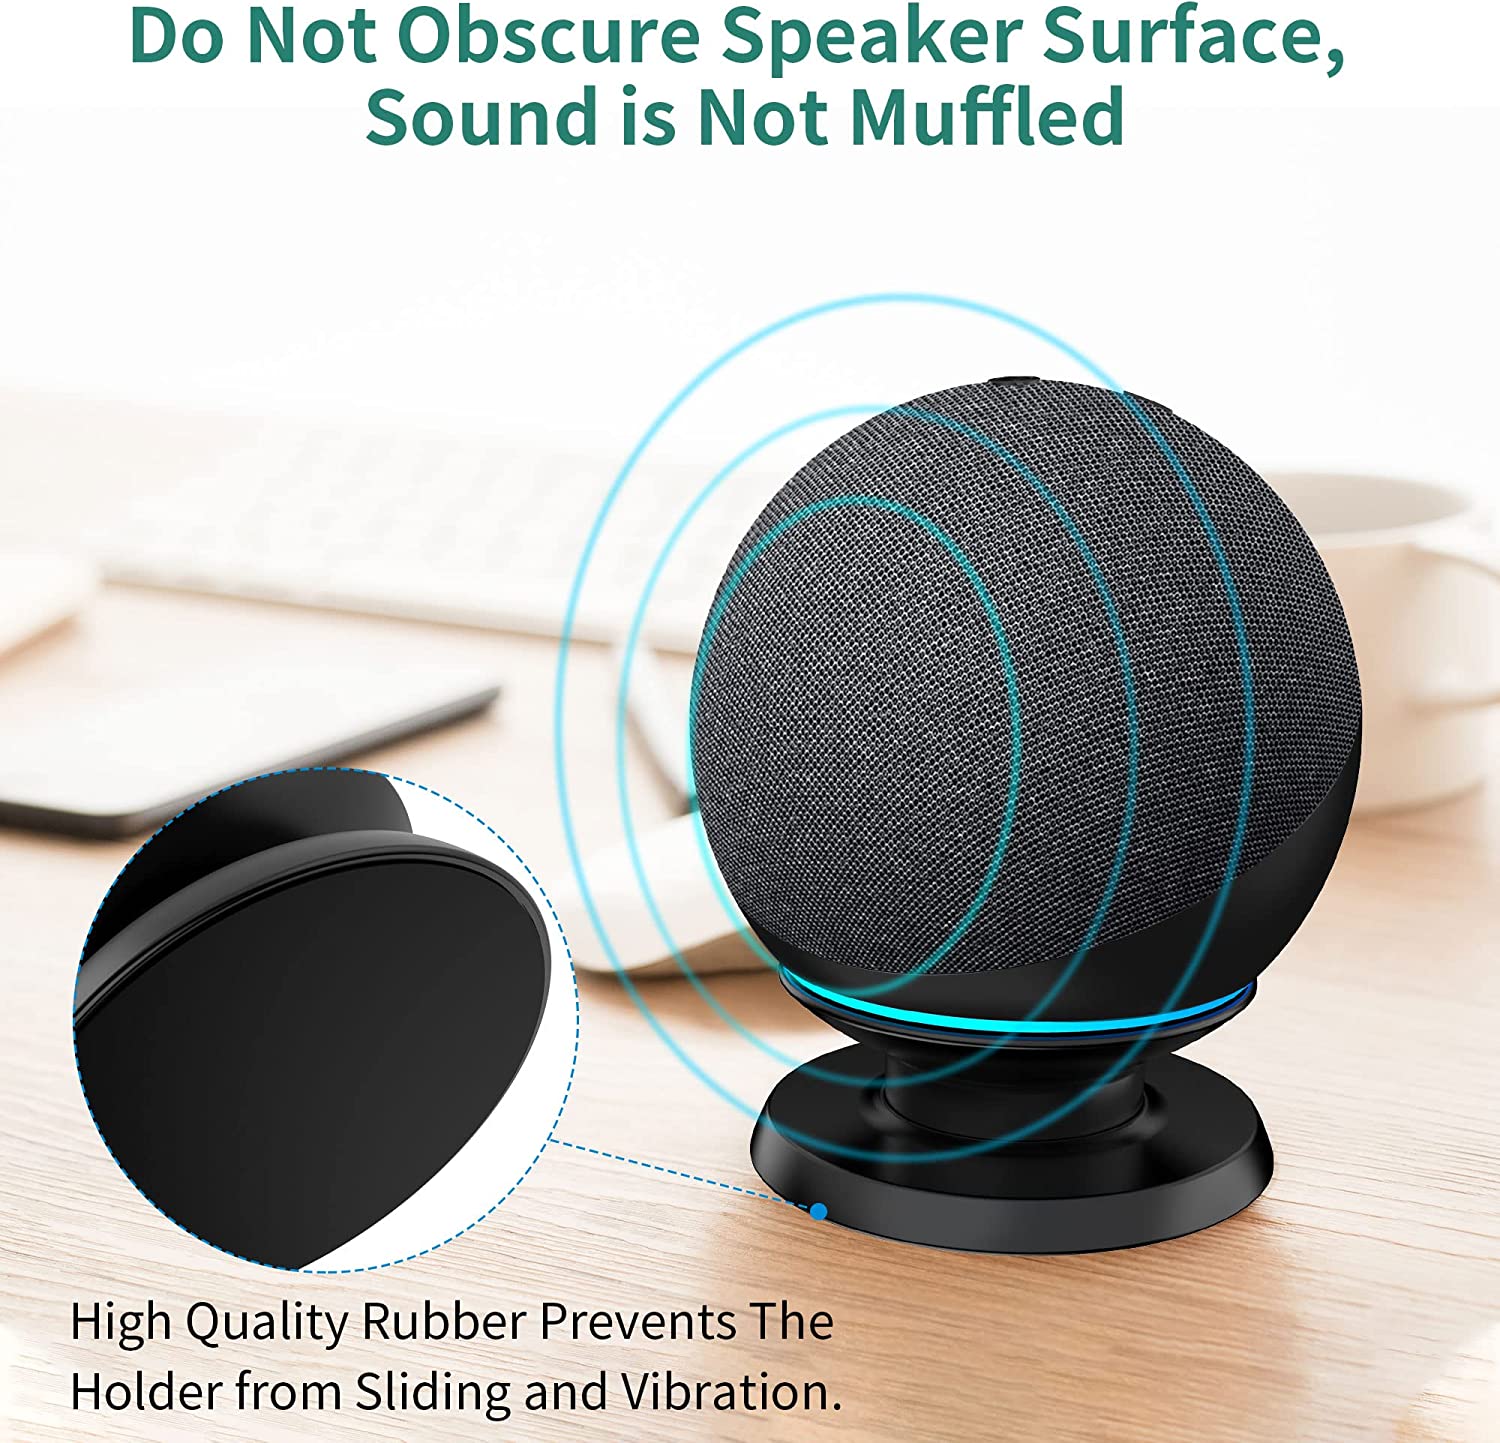 Do Not Obscure Speaker Surface,
Sound is Not Muffled
High Quality Rubber Prevents The
Holder from Sliding and Vibration.